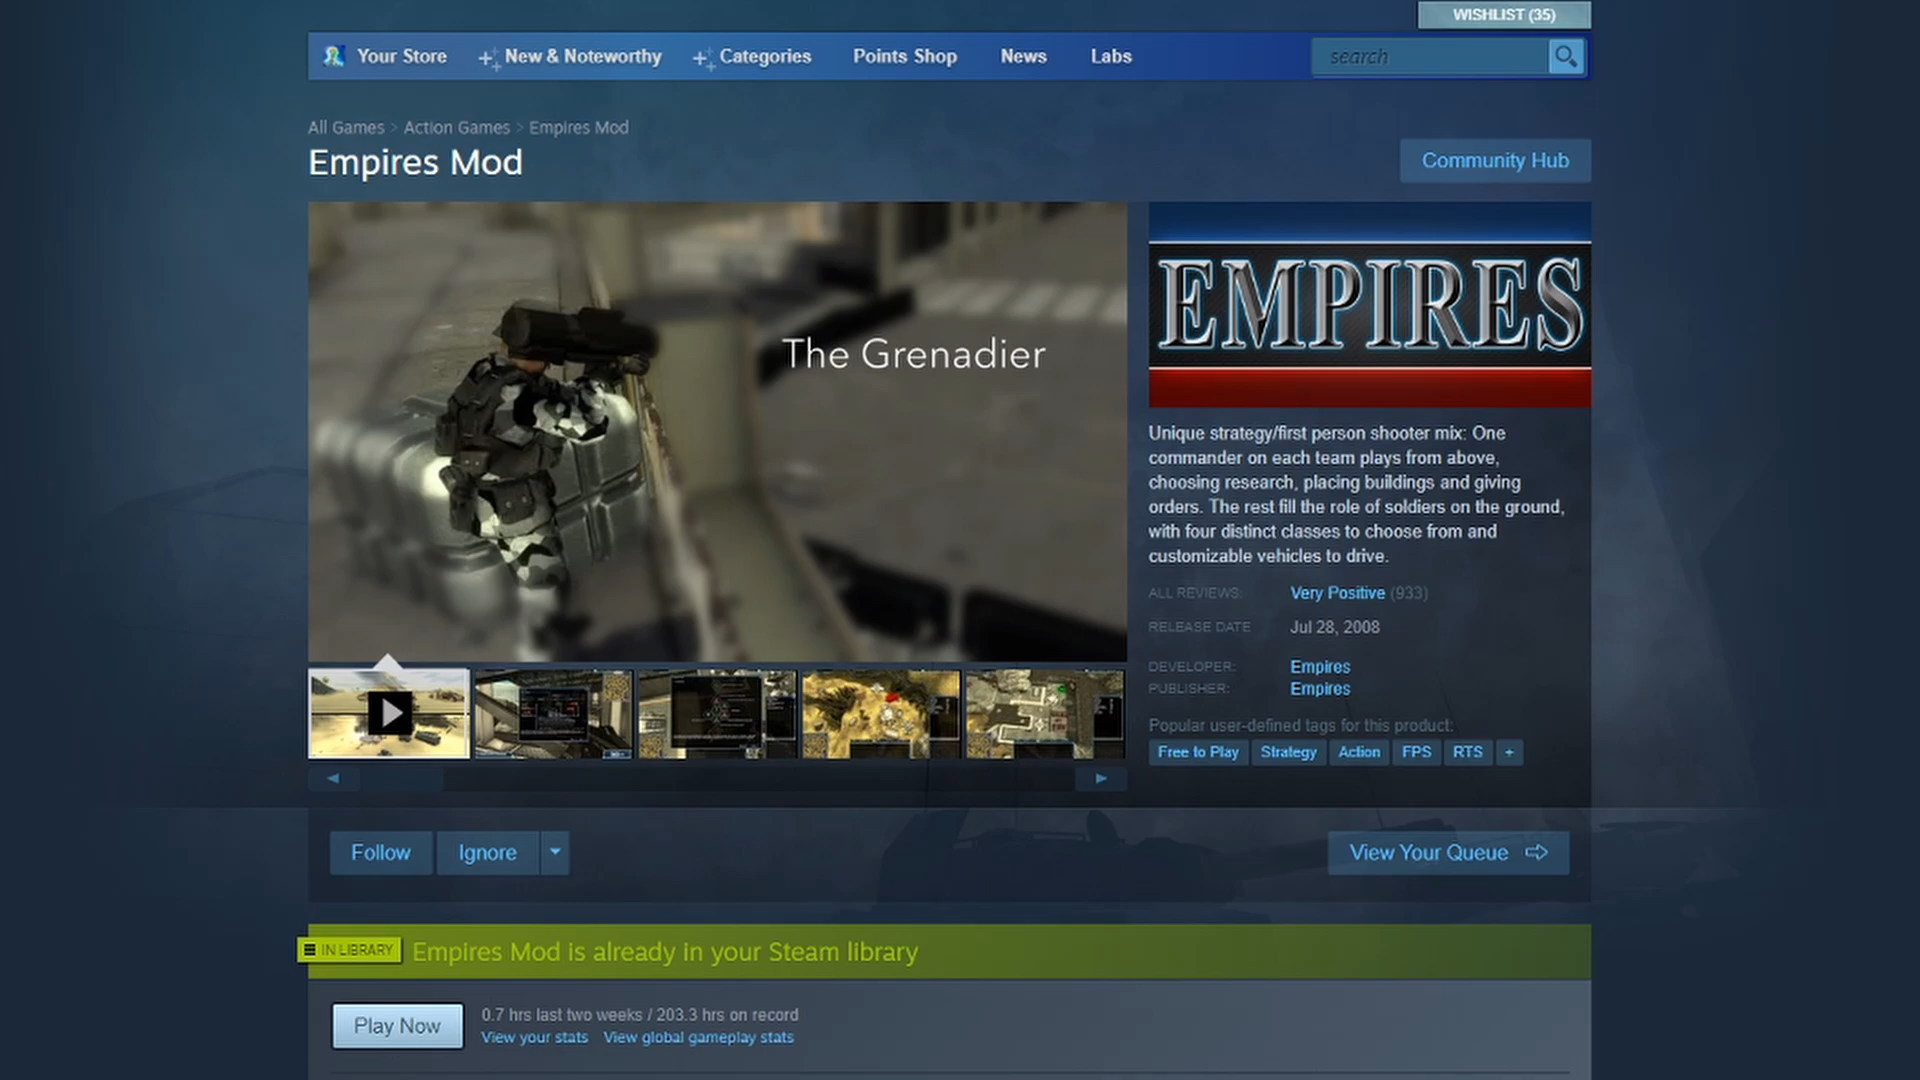 WISHLIST (35)
Your Store
New & Noteworthy
Categories
Points Shop
News
Labs
search
All Games > Action Games > Empires Mod
Empires Mod
Community Hub
The Grenadier
EMPIRES
Unique strategy/first person shooter mix: One
commander on each team plays from above,
choosing research, placing buildings and giving
orders. The rest fill the role of soldiers on the ground,
with four distinct classes to choose from and
customizable vehicles to drive.
ALL REVIEWS: Very Positive (933)
RELEASE DATE Jul 28, 2008
DEVELOPER: Empires
PUBLISHER: Empires
Popular user-defined tags for this product:
Free to Play Strategy Action FPS RTS +
Follow
Ignore
View Your Queue
IN LIBRARY
Empires Mod is already in your Steam library
Play Now
0.7 hrs last two weeks / 203.3 hrs on record
View your stats View global gameplay stats